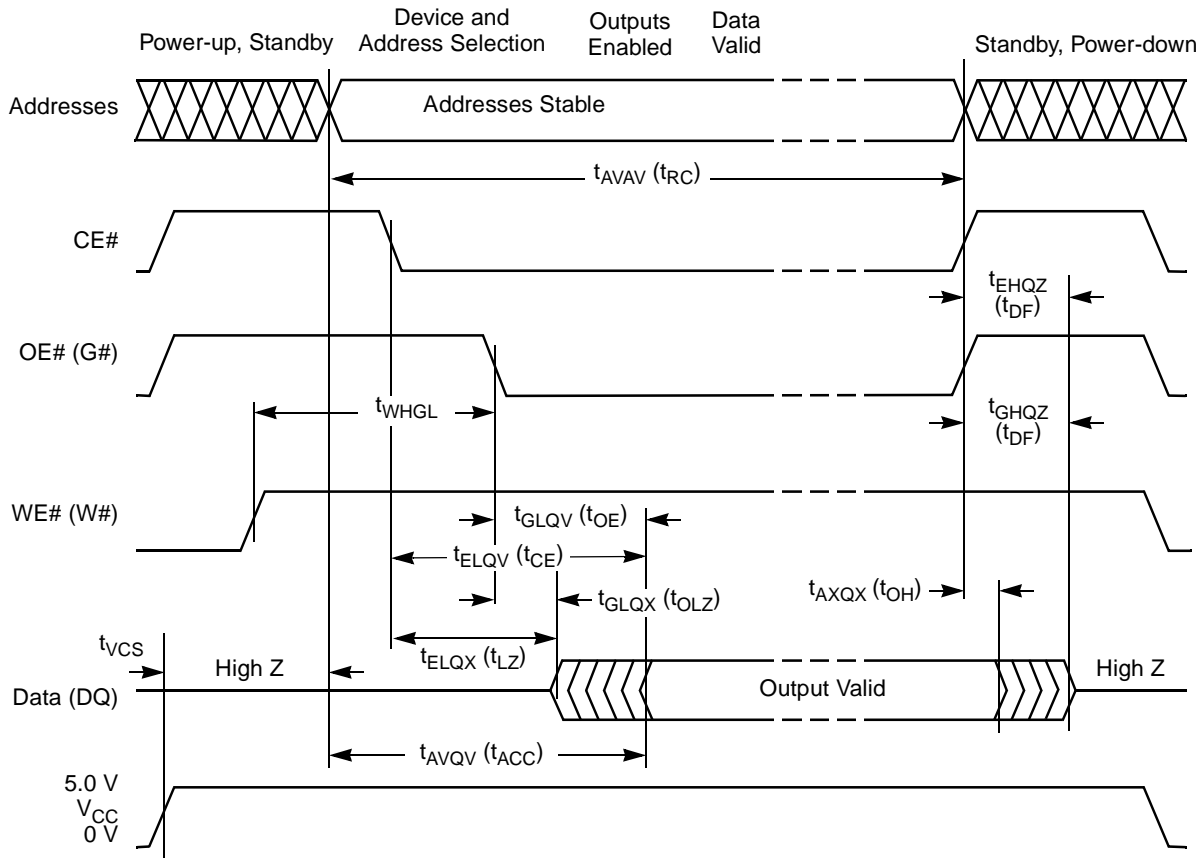 Power-up, Standby
Device and
Address Selection
Outputs
Enabled
Data
Valid
Standby, Power-down
Addresses
Addresses Stable
tAVAV (tRC)
CE#
tEHQZ
(tDF)
OE# (G#)
tWHGL
tGHQZ
(tDF)
WE# (W#)
tGLQV (tOE)
tELQV (tCE)
tGLQX (tOLZ)
tAXQX (tOH)
tVCS
tELQX (tLZ)
High Z
Data (DQ)
Output Valid
High Z
tAVQV (tACC)
5.0 V
VCC
0 V